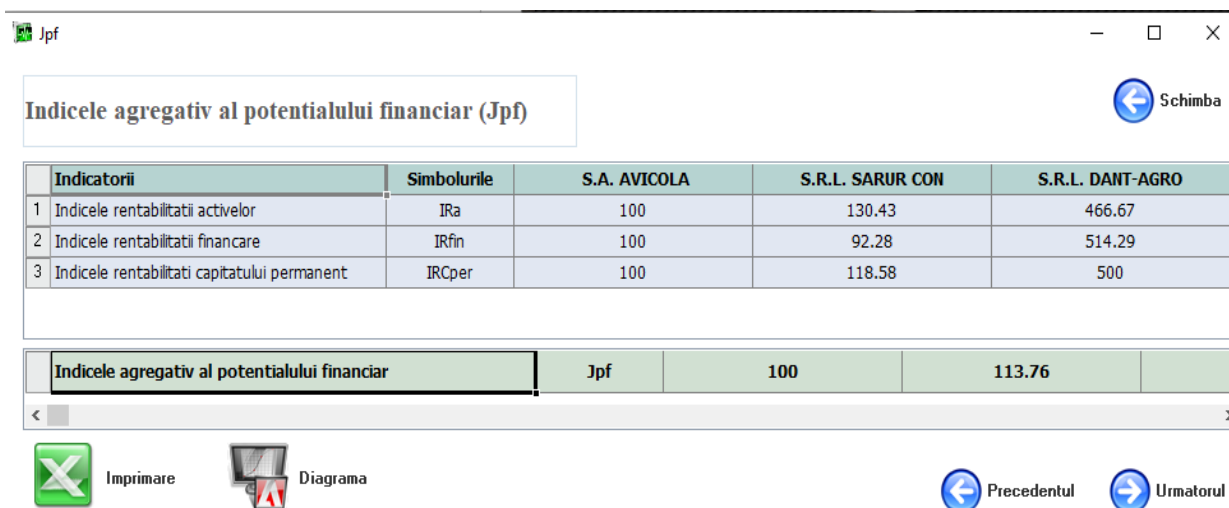 Jpf
Indicele agregativ al potentialului financiar (Jpf)
Schimba
Indicatorii Simbolurile S.A. AVICOLA S.R.L. SARUR CON S.R.L. DANT-AGRO
1 Indicele rentabilitatii activelor IRa 100 130.43 466.67
2 Indicele rentabilitatii financare IRfin 100 92.28 514.29
3 Indicele rentabilitati capitatului permanent IRCper 100 118.58 500
Indicele agregativ al potentialului financiar Jpf 100 113.76
Imprimare Diagrama Precedentul Urmatorul